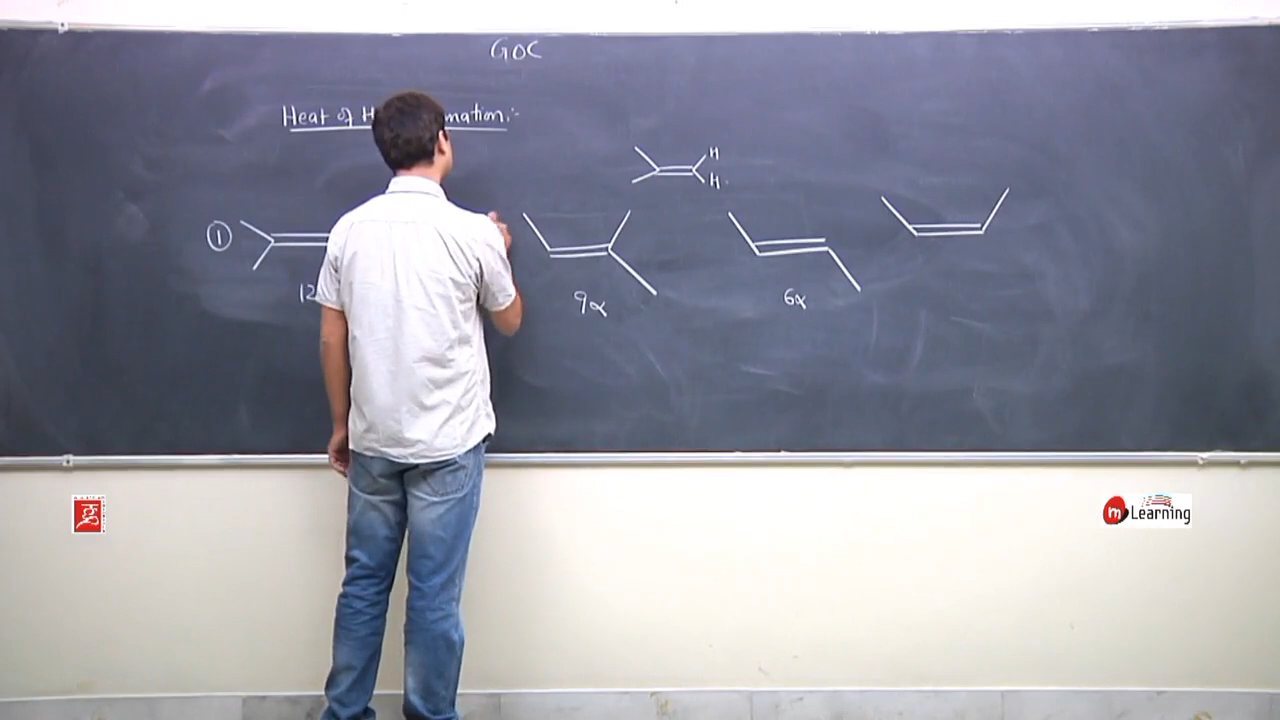 GOC
Heat of H mation :-
H
H
①
12
9α
6α
m Learning